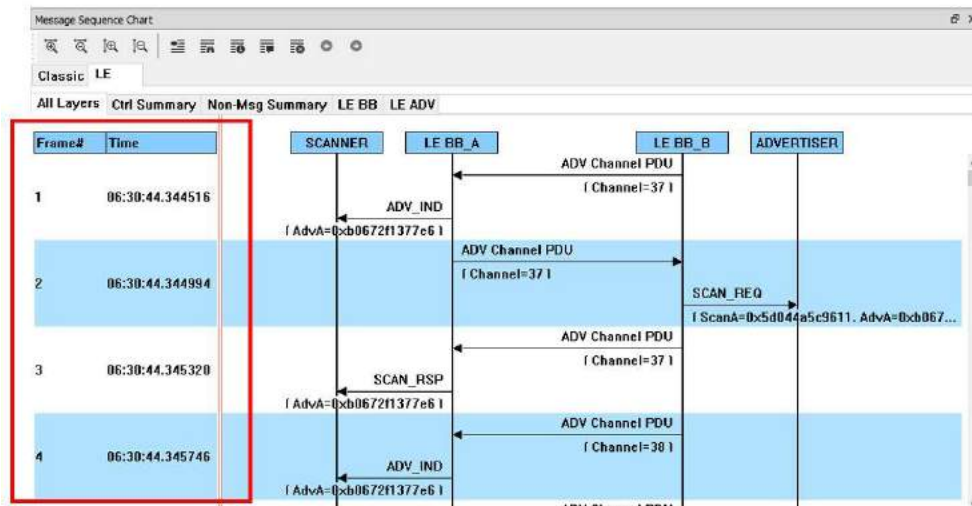 Message Sequence Chart
Classic LE
All Layers Ctrl Summary Non-Msg Summary LE BB LE ADV
Frame# Time SCANNER LE BB_A LE BB_B ADVERTISER
ADV Channel PDU
[ Channel=37 ]
1 06:30:44.344516
ADV_IND
[ AdvA=0xb0672f1377e6 ]
ADV Channel PDU
[ Channel=37 ]
2 06:30:44.344994
SCAN_REQ
[ ScanA=0x5d044a5c9611, AdvA=0xb067...
ADV Channel PDU
[ Channel=37 ]
3 06:30:44.345320
SCAN_RSP
[ AdvA=0xb0672f1377e6 ]
ADV Channel PDU
[ Channel=38 ]
4 06:30:44.345746
ADV_IND
[ AdvA=0xb0672f1377e6 ]